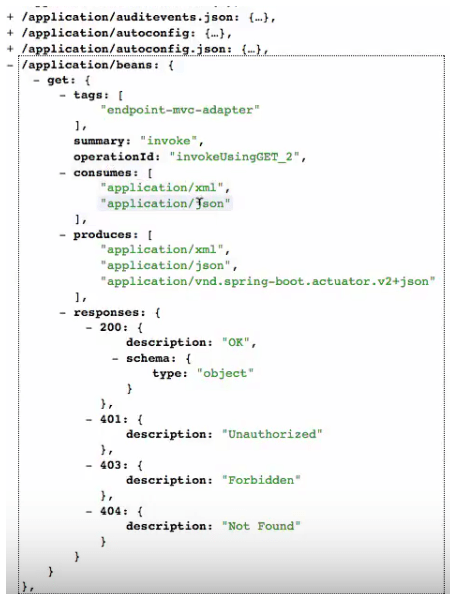 + /application/auditevents.json: {…},
+ /application/autoconfig: {…},
+ /application/autoconfig.json: {…},
- /application/beans: {
- get: {
- tags: [
"endpoint-mvc-adapter"
],
summary: "invoke",
operationId: "invokeUsingGET_2",
- consumes: [
"application/xml",
"application/json"
],
- produces: [
"application/xml",
"application/json",
"application/vnd.spring-boot.actuator.v2+json"
],
- responses: {
- 200: {
description: "OK",
- schema: {
type: "object"
}
},
- 401: {
description: "Unauthorized"
},
- 403: {
description: "Forbidden"
},
- 404: {
description: "Not Found"
}
}
}
},